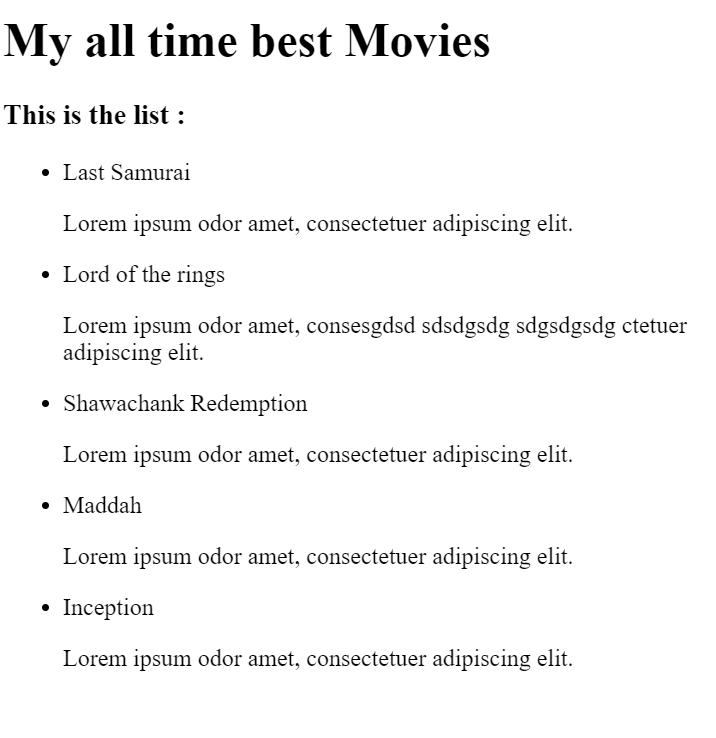 My all time best Movies
This is the list :
Last Samurai
Lorem ipsum odor amet, consectetuer adipiscing elit.
Lord of the rings
Lorem ipsum odor amet, consesgdsd sdsdgsdg sdgsdgsdg ctetuer
adipiscing elit.
Shawachank Redemption
Lorem ipsum odor amet, consectetuer adipiscing elit.
Maddah
Lorem ipsum odor amet, consectetuer adipiscing elit.
Inception
Lorem ipsum odor amet, consectetuer adipiscing elit.